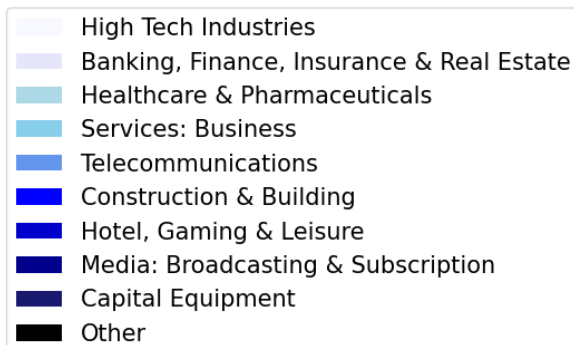 High Tech Industries
Banking, Finance, Insurance & Real Estate
Healthcare & Pharmaceuticals
Services: Business
Telecommunications
Construction & Building
Hotel, Gaming & Leisure
Media: Broadcasting & Subscription
Capital Equipment
Other